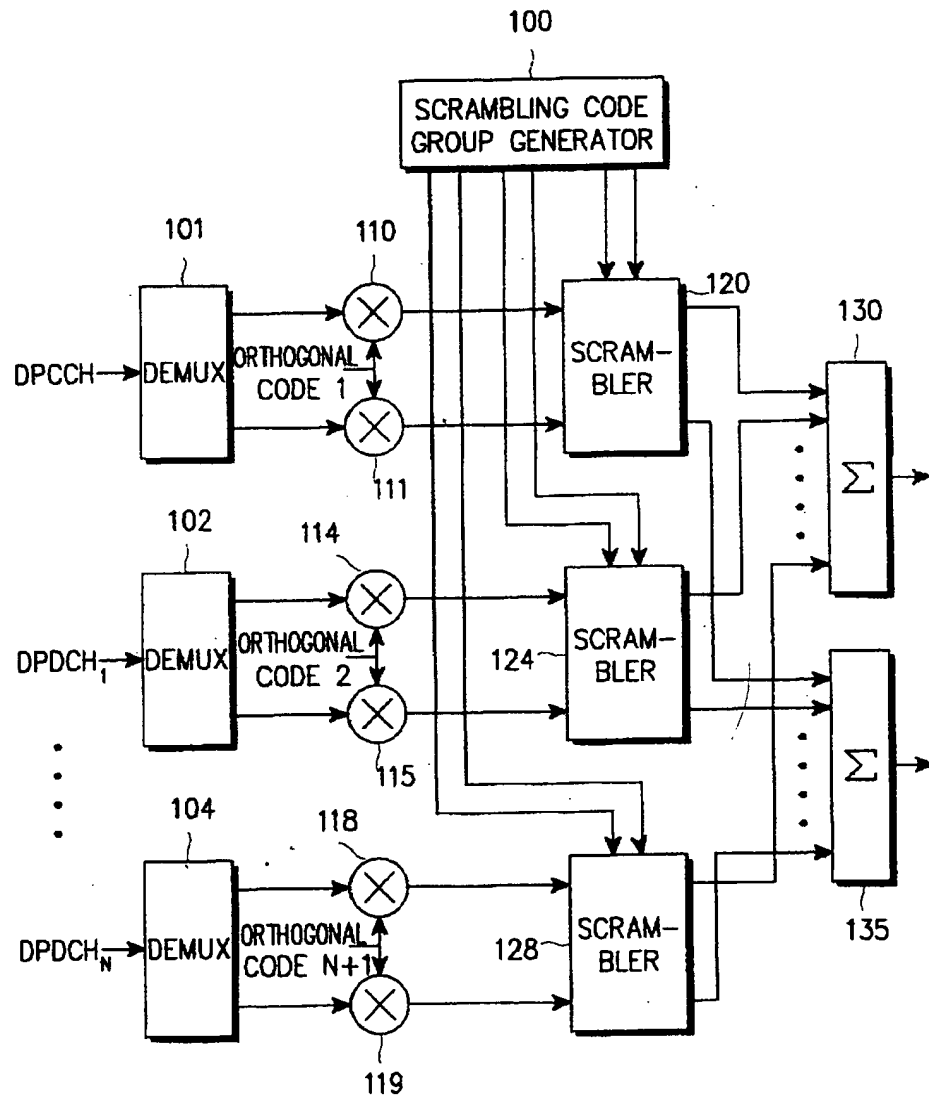 100
SCRAMBLING CODE
GROUP GENERATOR
101
110
120
130
DPCCH
DEMUX
ORTHOGONAL
CODE 1
SCRAM-
BLER
Σ
111
102
114
DPDCH1
DEMUX
ORTHOGONAL
CODE 2
124
SCRAM-
BLER
Σ
115
104
118
135
DPDCHN
DEMUX
ORTHOGONAL
CODE N+1
128
SCRAM-
BLER
119